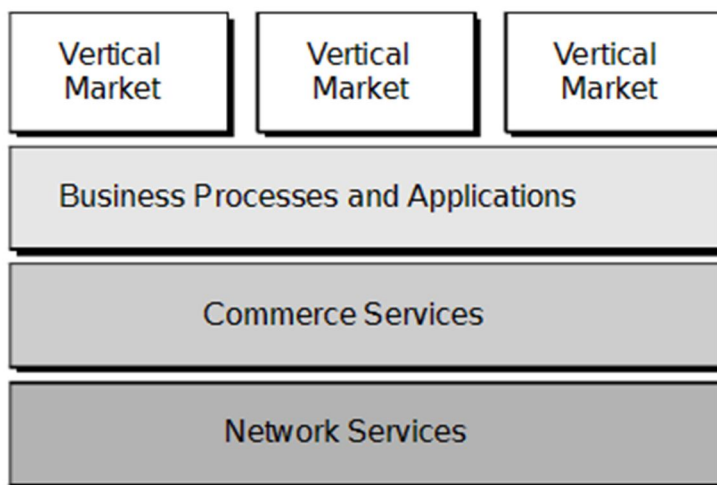 Vertical Vertical Vertical
Market Market Market
Business Processes and Applications
Commerce Services
Network Services